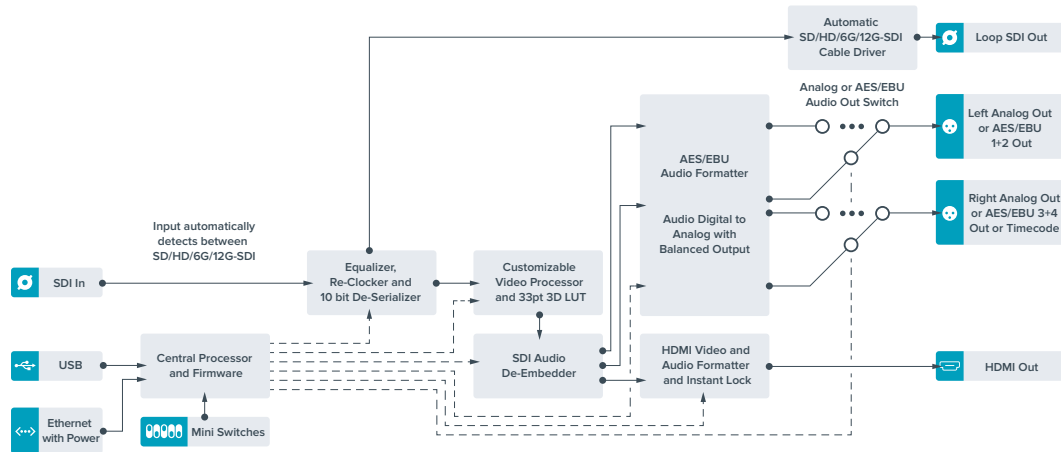 Automatic
SD/HD/6G/12G-SDI
Cable Driver
Loop SDI Out
Analog or AES/EBU
Audio Out Switch
Left Analog Out
or AES/EBU
1+2 Out
AES/EBU
Audio Formatter
Audio Digital to
Analog with
Balanced Output
Right Analog Out
or AES/EBU 3+4
Out or Timecode
Input automatically
detects between
SD/HD/6G/12G-SDI
SDI In
Equalizer,
Re-Clocker and
10 bit De-Serializer
Customizable
Video Processor
and 33pt 3D LUT
USB
Central Processor
and Firmware
SDI Audio
De-Embedder
HDMI Video and
Audio Formatter
and Instant Lock
HDMI Out
Ethernet
with Power
Mini Switches